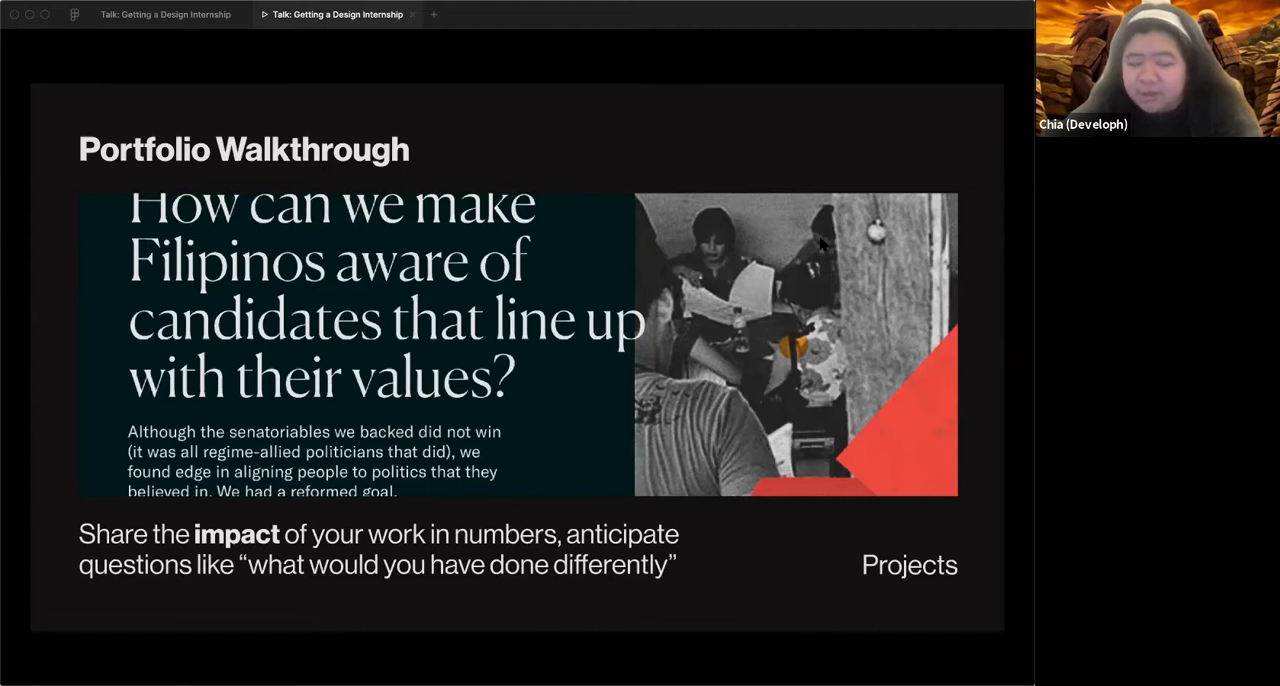 Talk: Getting a Design Internship
Talk: Getting a Design Internship
Portfolio Walkthrough
How can we make
Filipinos aware of
candidates that line up
with their values?
Although the senatoriables we backed did not win
(it was all regime-allied politicians that did), we
found edge in aligning people to politics that they
believed in. We had a reformed goal.
Share the impact of your work in numbers, anticipate
questions like “what would you have done differently”
Projects
Chia (Developh)